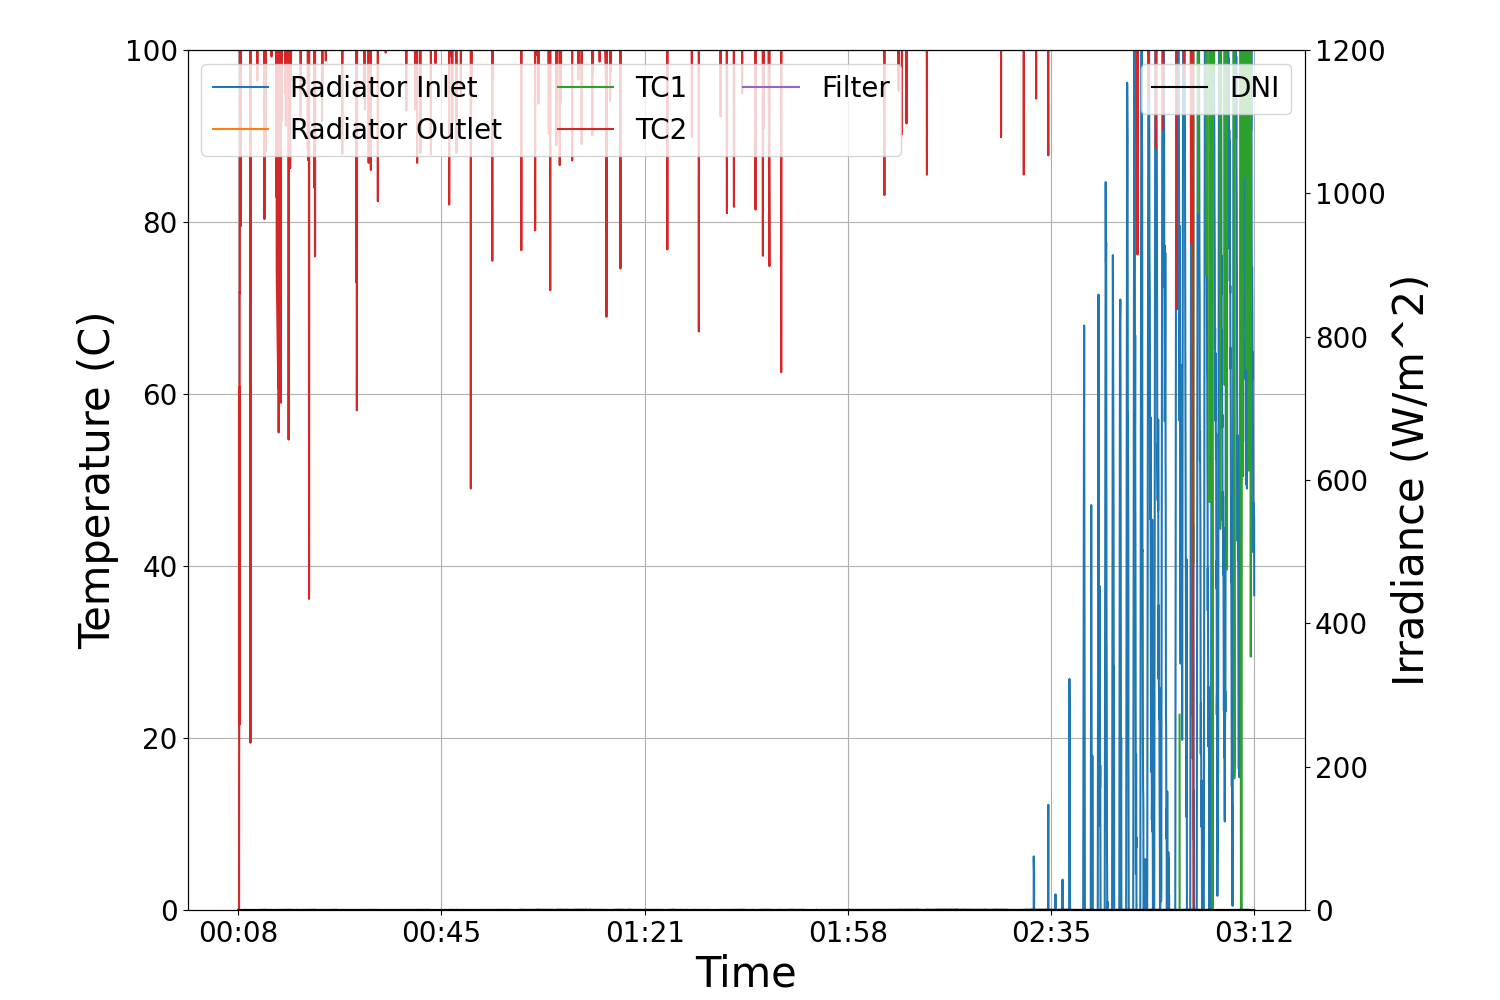 Radiator Inlet
Radiator Outlet
TC1
TC2
Filter
DNI
Temperature (C)
100
80
60
40
20
0
1200
1000
800
600
400
200
0
Irradiance (W/m^2)
00:08 00:45 01:21 01:58 02:35 03:12
Time